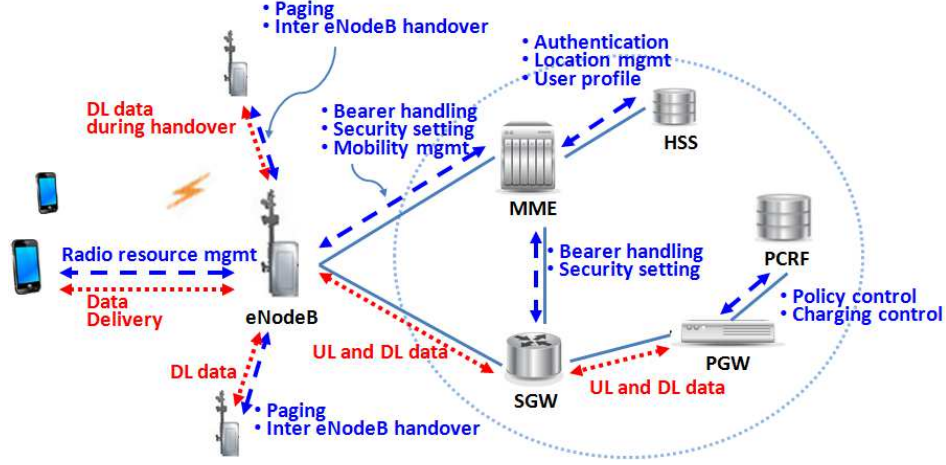 • Paging
• Inter eNodeB handover
• Authentication
• Location mgmt
• User profile
DL data
during handover
• Bearer handling
• Security setting
• Mobility mgmt
HSS
MME
PCRF
Radio resource mgmt
• Bearer handling
• Security setting
Data
Delivery
eNodeB
• Policy control
• Charging control
UL and DL data
PGW
DL data
SGW
UL and DL data
• Paging
• Inter eNodeB handover